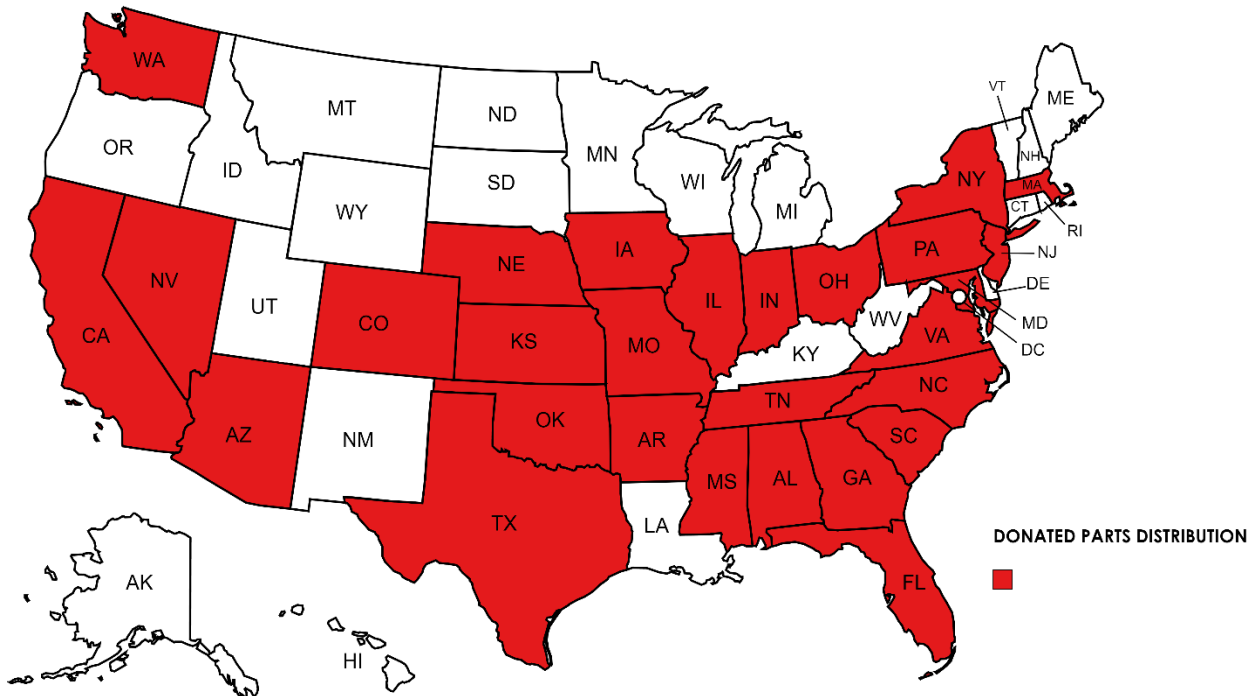 WA
MT
ND
MN
VT
ME
OR
ID
SD
WI
MI
NY
NH
MA
WY
CT
RI
NV
NE
IA
PA
NJ
UT
CO
IL
IN
OH
DE
CA
KS
MO
WV
MD
KY
VA
DC
AZ
NM
OK
AR
TN
NC
SC
MS
AL
GA
TX
LA
DONATED PARTS DISTRIBUTION
AK
FL
HI